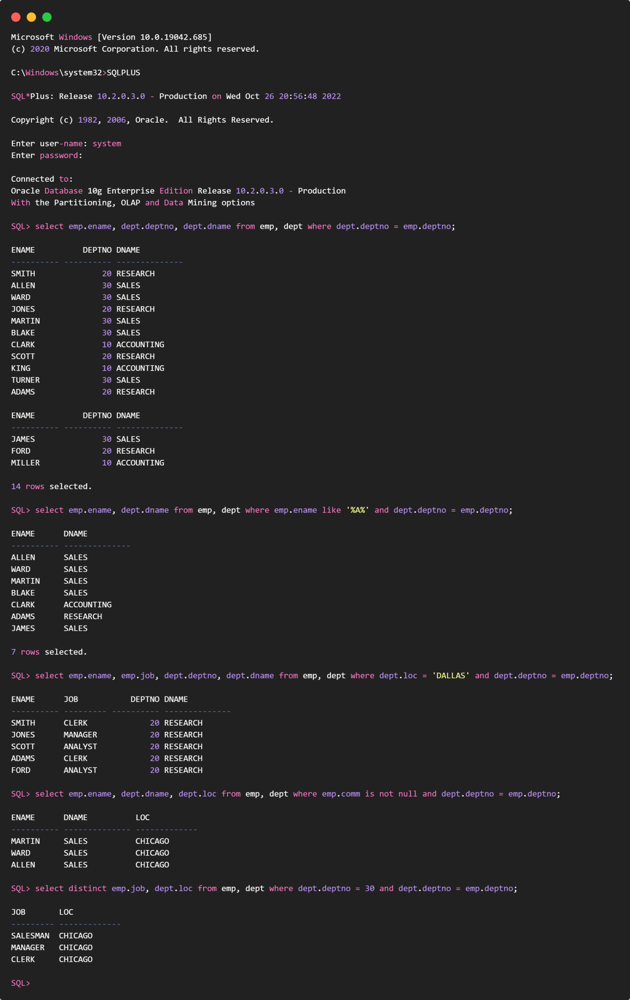 Microsoft Windows [Version 10.0.19042.685]
(c) 2020 Microsoft Corporation. All rights reserved.
C:\Windows\system32>SQLPLUS
SQL*Plus: Release 10.2.0.3.0 - Production on Wed Oct 26 20:56:48 2022
Copyright (c) 1982, 2006, Oracle.  All Rights Reserved.
Enter user-name: system
Enter password:
Connected to:
Oracle Database 10g Enterprise Edition Release 10.2.0.3.0 - Production
With the Partitioning, OLAP and Data Mining options
SQL> select emp.ename, dept.deptno, dept.dname from emp, dept where dept.deptno = emp.deptno;
ENAME          DEPTNO DNAME
---------- ---------- --------------
SMITH              20 RESEARCH
ALLEN              30 SALES
WARD               30 SALES
JONES              20 RESEARCH
MARTIN             30 SALES
BLAKE              30 SALES
CLARK              10 ACCOUNTING
SCOTT              20 RESEARCH
KING               10 ACCOUNTING
TURNER             30 SALES
ADAMS              20 RESEARCH
ENAME          DEPTNO DNAME
---------- ---------- --------------
JAMES              30 SALES
FORD               20 RESEARCH
MILLER             10 ACCOUNTING
14 rows selected.
SQL> select emp.ename, dept.dname from emp, dept where emp.ename like '%A%' and dept.deptno = emp.deptno;
ENAME      DNAME
---------- --------------
ALLEN      SALES
WARD       SALES
MARTIN     SALES
BLAKE      SALES
CLARK      ACCOUNTING
ADAMS      RESEARCH
JAMES      SALES
7 rows selected.
SQL> select emp.ename, emp.job, dept.deptno, dept.dname from emp, dept where dept.loc = 'DALLAS' and dept.deptno = emp.deptno;
ENAME      JOB           DEPTNO DNAME
---------- --------- ---------- --------------
SMITH      CLERK             20 RESEARCH
JONES      MANAGER           20 RESEARCH
SCOTT      ANALYST           20 RESEARCH
ADAMS      CLERK             20 RESEARCH
FORD       ANALYST           20 RESEARCH
SQL> select emp.ename, dept.dname, dept.loc from emp, dept where emp.comm is not null and dept.deptno = emp.deptno;
ENAME      DNAME          LOC
---------- -------------- -------------
MARTIN     SALES          CHICAGO
WARD       SALES          CHICAGO
ALLEN      SALES          CHICAGO
SQL> select distinct emp.job, dept.loc from emp, dept where dept.deptno = 30 and dept.deptno = emp.deptno;
JOB       LOC
--------- -------------
SALESMAN  CHICAGO
MANAGER   CHICAGO
CLERK     CHICAGO
SQL>